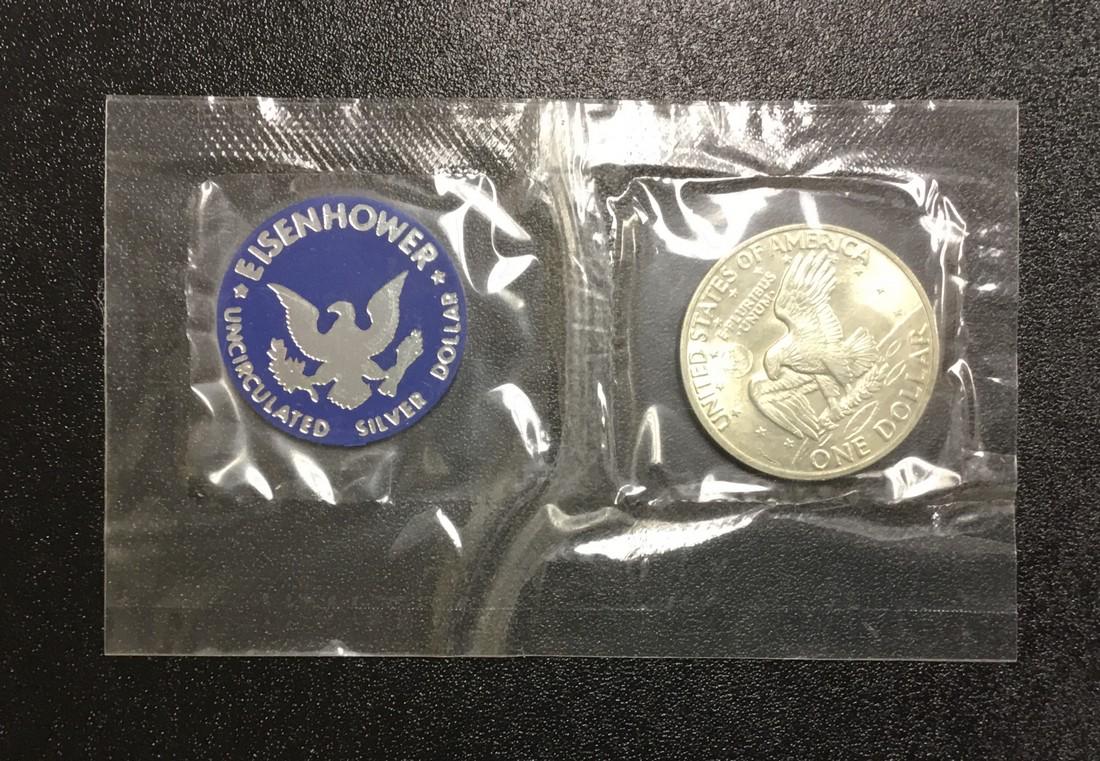 ★ EISENHOWER ★
UNCIRCULATED SILVER DOLLAR
UNITED STATES OF AMERICA
E PLURIBUS
UNUM
ONE DOLLAR